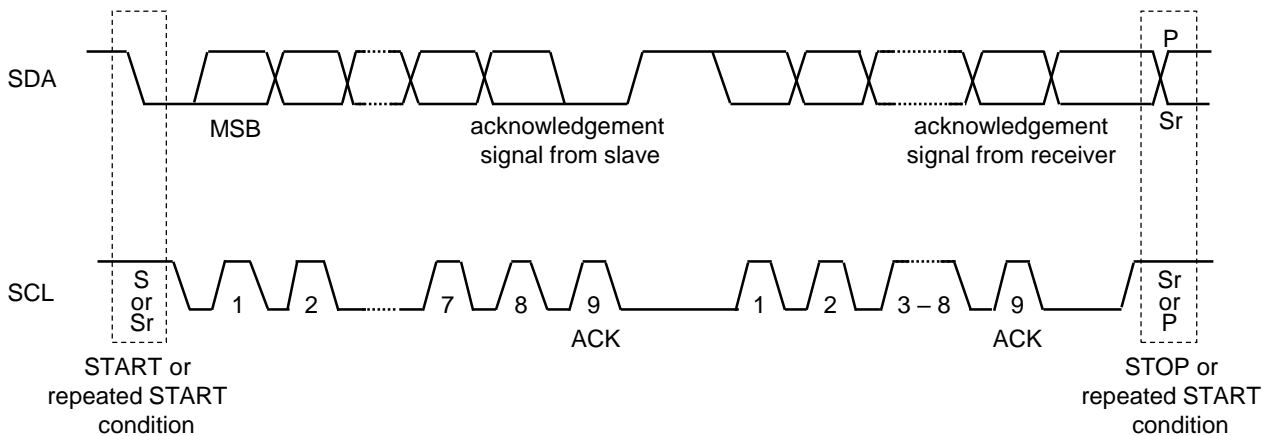 P
SDA
MSB
acknowledgement
signal from slave
acknowledgement
signal from receiver
Sr
SCL
S
or
Sr
1
2
7
8
9
1
2
3 – 8
9
Sr
or
P
ACK
ACK
START or
repeated START
condition
STOP or
repeated START
condition